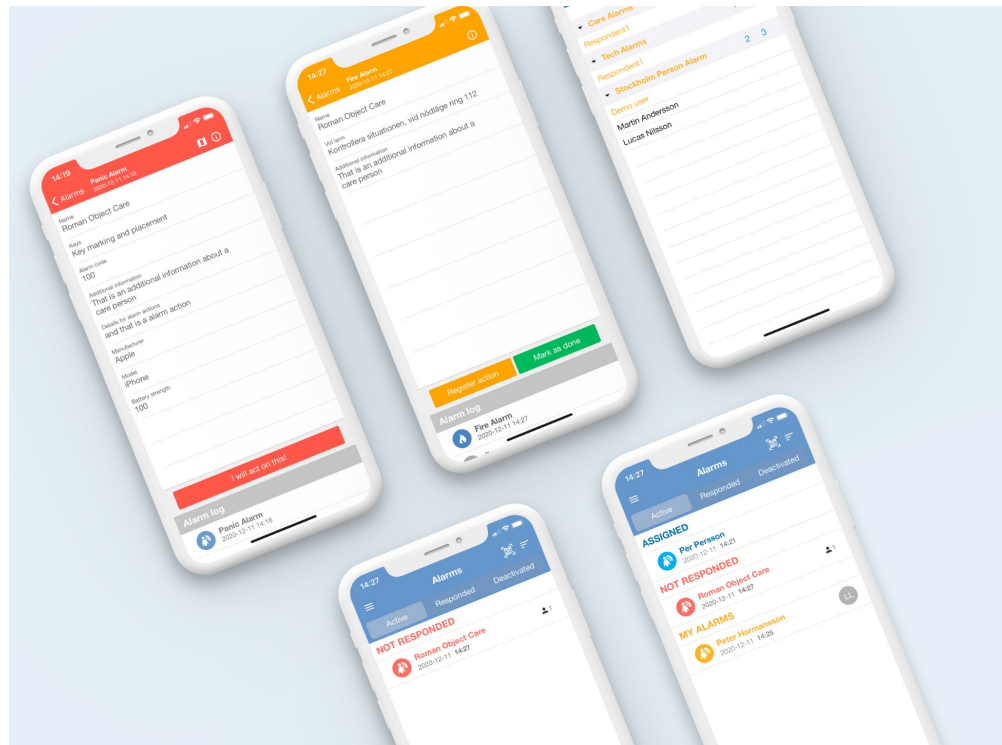 14:19
Alarms
Panic Alarm
2020-12-11 14:18
Name
Roman Object Care
Keys
Key marking and placement
Alarm code
100
Additional information
That is an additional information about a
care person
Details for alarm actions
and that is a alarm action
Manufacturer
Apple
Model
iPhone
Battery strength
100
I will act on this!
Alarm log
Panic Alarm
2020-12-11 14:18
14:27
Alarms
Fire Alarm
2020-12-11 14:27
Name
Roman Object Care
Vid larm
Kontrollera situationen, vid nödläge ring 112
Additional information
That is an additional information about a
care person
Register action
Mark as done
Alarm log
Fire Alarm
2020-12-11 14:27
Care Alarms
Respondent1
Tech Alarms
Respondent1
Stockholm Person Alarm 2 3
Demo user
Martin Andersson
Lucas Nilsson
14:27
Alarms
Active Responded Deactivated
NOT RESPONDED
Roman Object Care
2020-12-11 14:27
1
14:27
Alarms
Active Responded Deactivated
ASSIGNED
Per Persson
2020-12-11 14:21
NOT RESPONDED
Roman Object Care
2020-12-11 14:27
1
MY ALARMS
Peter Harmansson
2020-12-11 14:25
LL